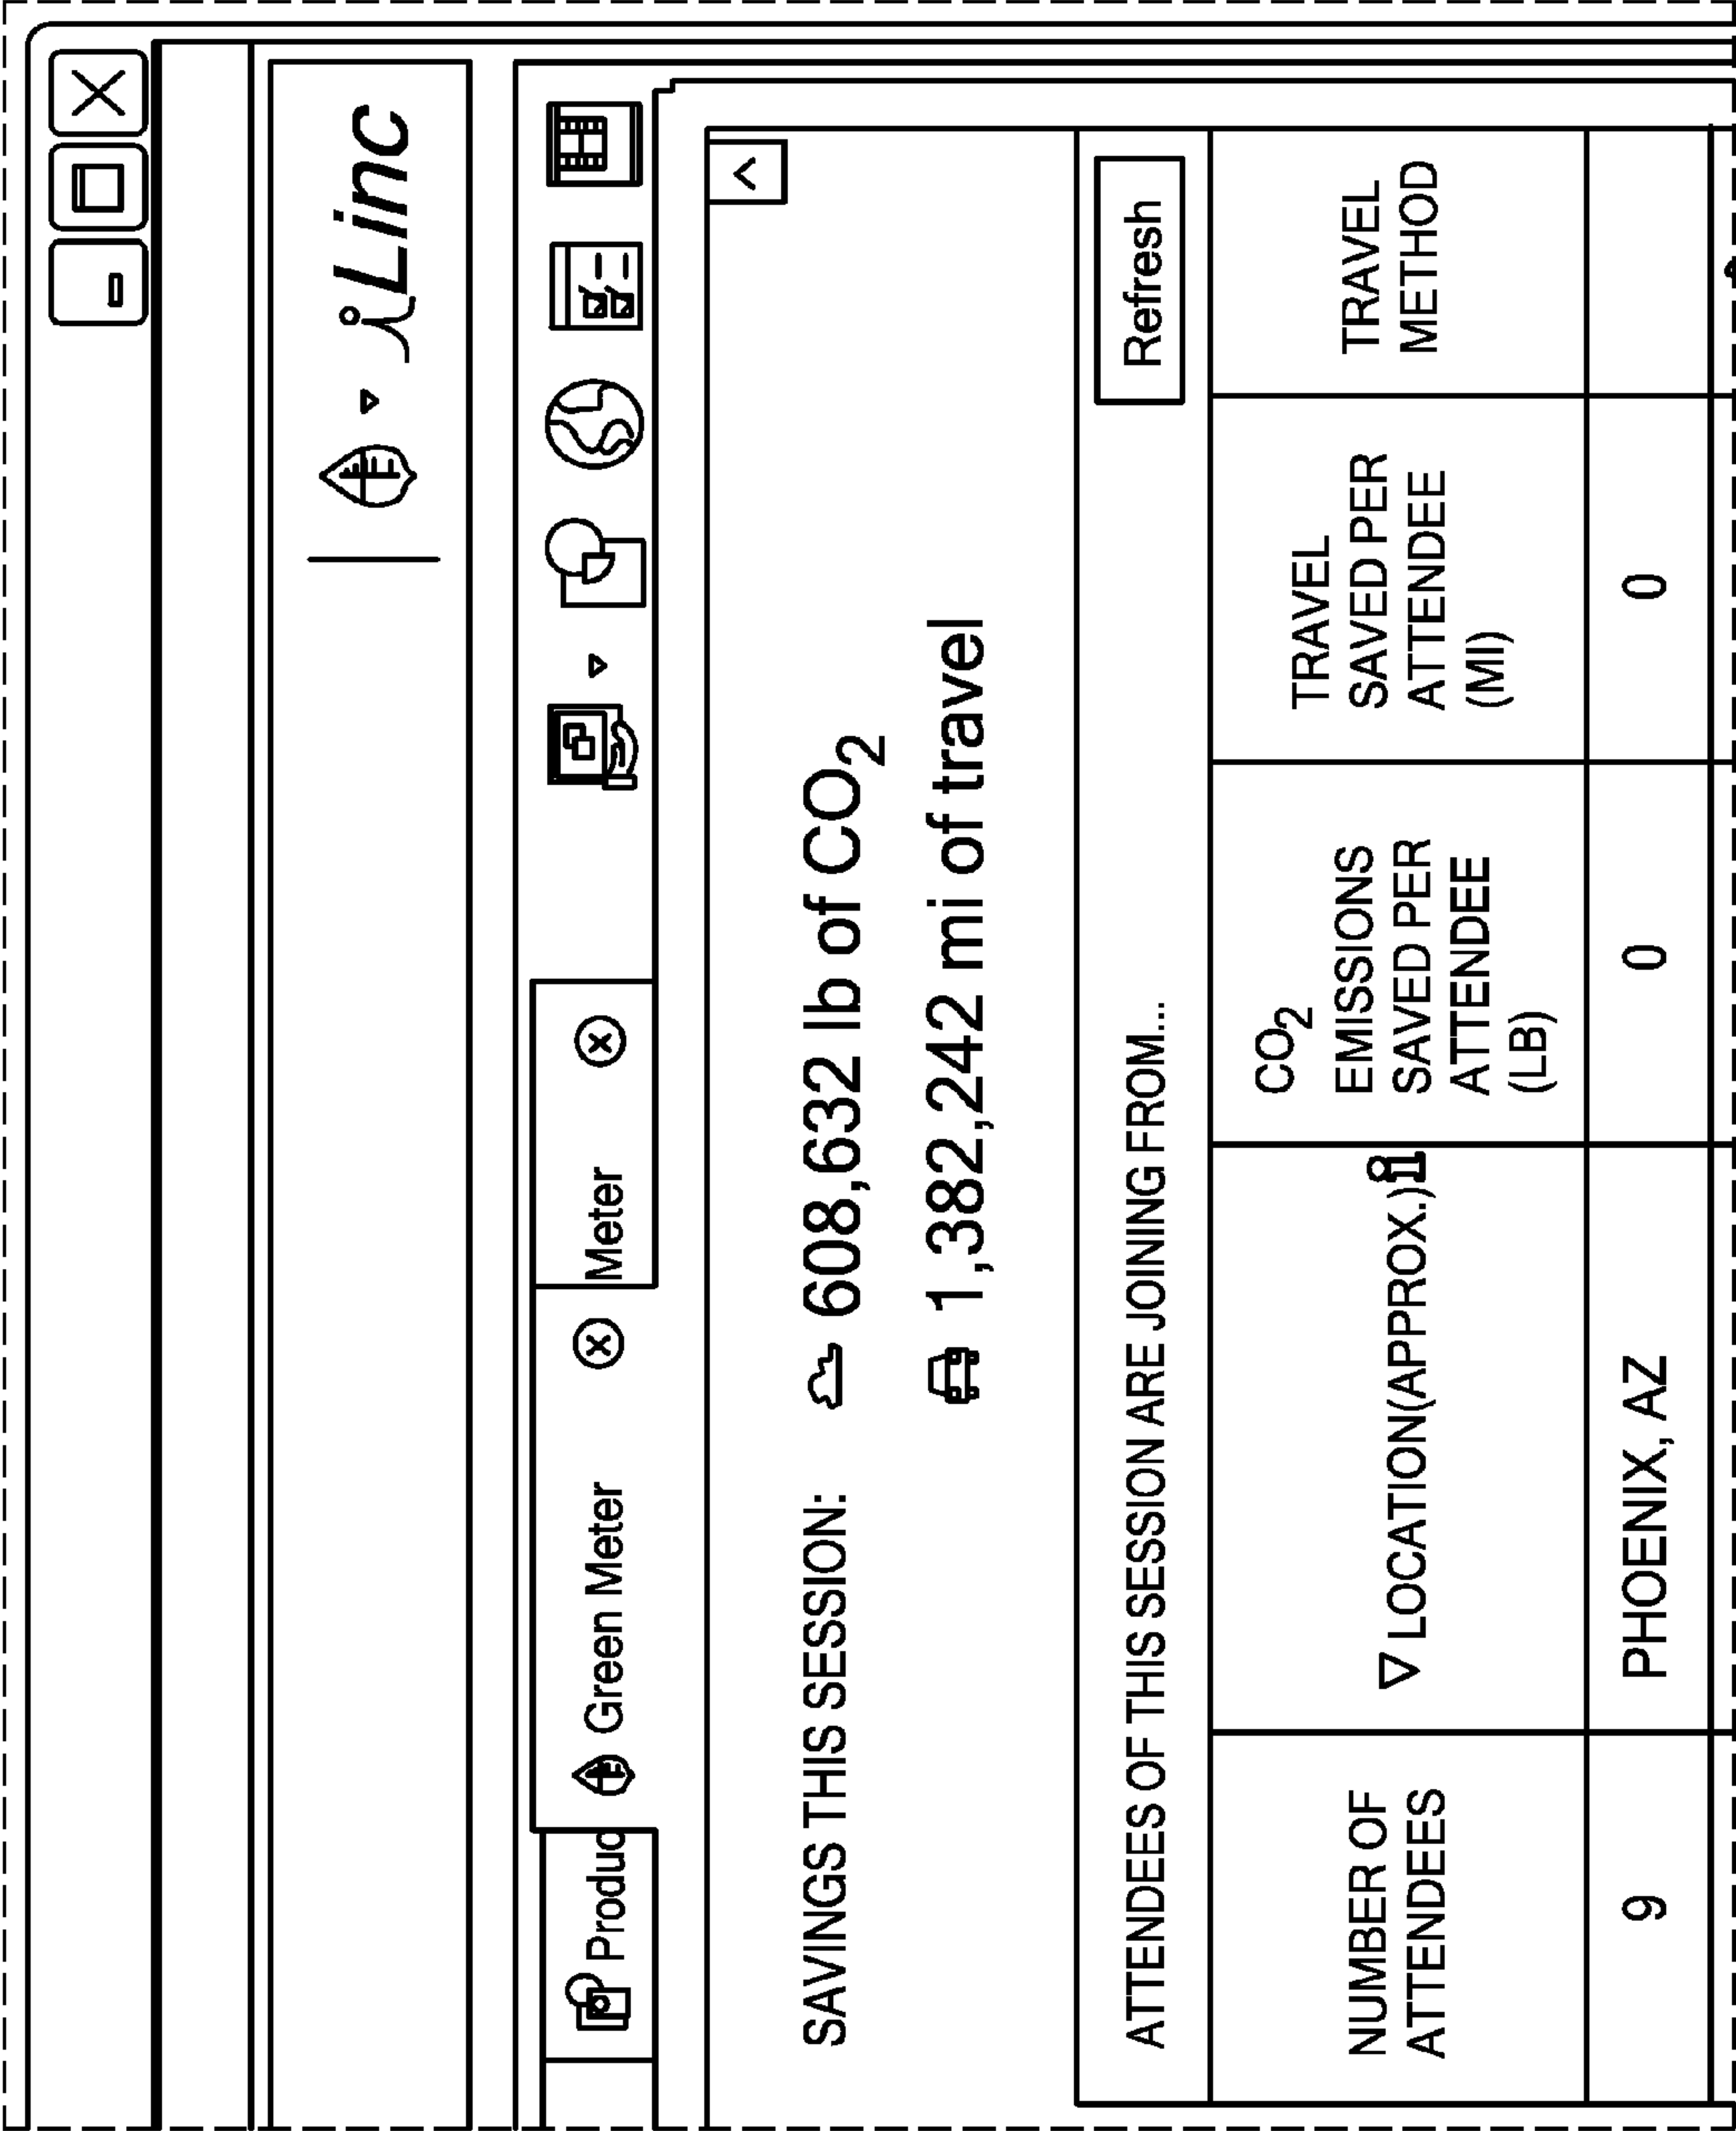 iLinc
Produc
Green Meter
Meter
SAVINGS THIS SESSION:
608,632 lb of CO₂
1,382,242 mi of travel
ATTENDEES OF THIS SESSION ARE JOINING FROM...
Refresh
NUMBER OF
ATTENDEES
LOCATION(APPROX.)
CO₂
EMISSIONS
SAVED PER
ATTENDEE
(LB)
TRAVEL
SAVED PER
ATTENDEE
(MI)
TRAVEL
METHOD
9
PHOENIX, AZ
0
0